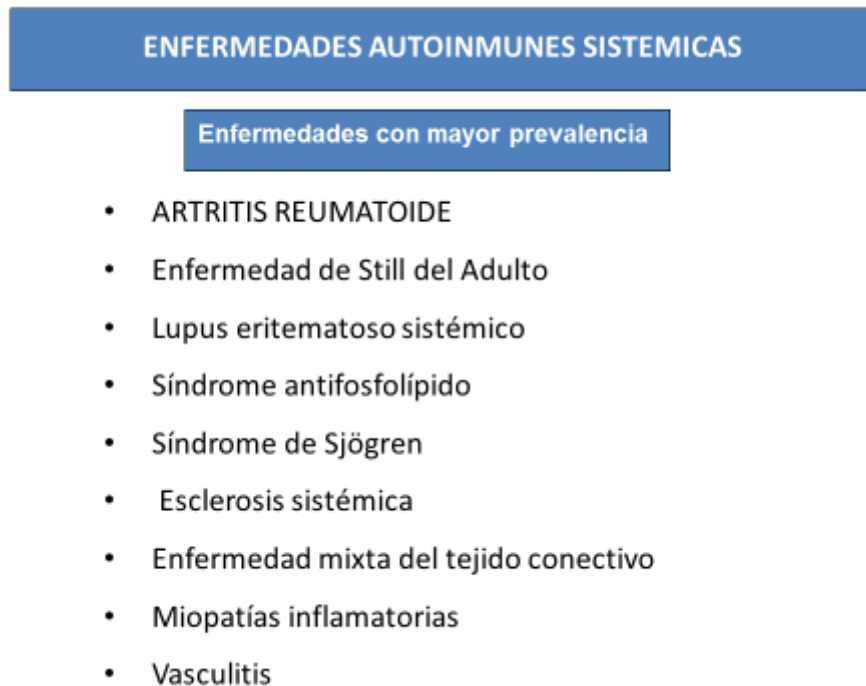 ENFERMEDADES AUTOINMUNES SISTEMICAS
Enfermedades con mayor prevalencia
• ARTRITIS REUMATOIDE
• Enfermedad de Still del Adulto
• Lupus eritematoso sistémico
• Síndrome antifosfolípido
• Síndrome de Sjögren
• Esclerosis sistémica
• Enfermedad mixta del tejido conectivo
• Miopatías inflamatorias
• Vasculitis